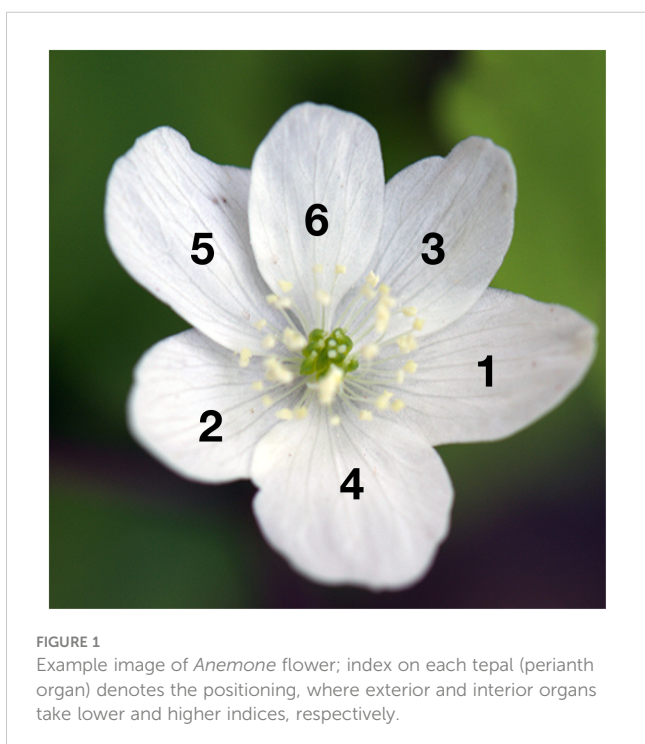 6
5
3
1
2
4
FIGURE 1
Example image of Anemone flower; index on each tepal (perianth
organ) denotes the positioning, where exterior and interior organs
take lower and higher indices, respectively.